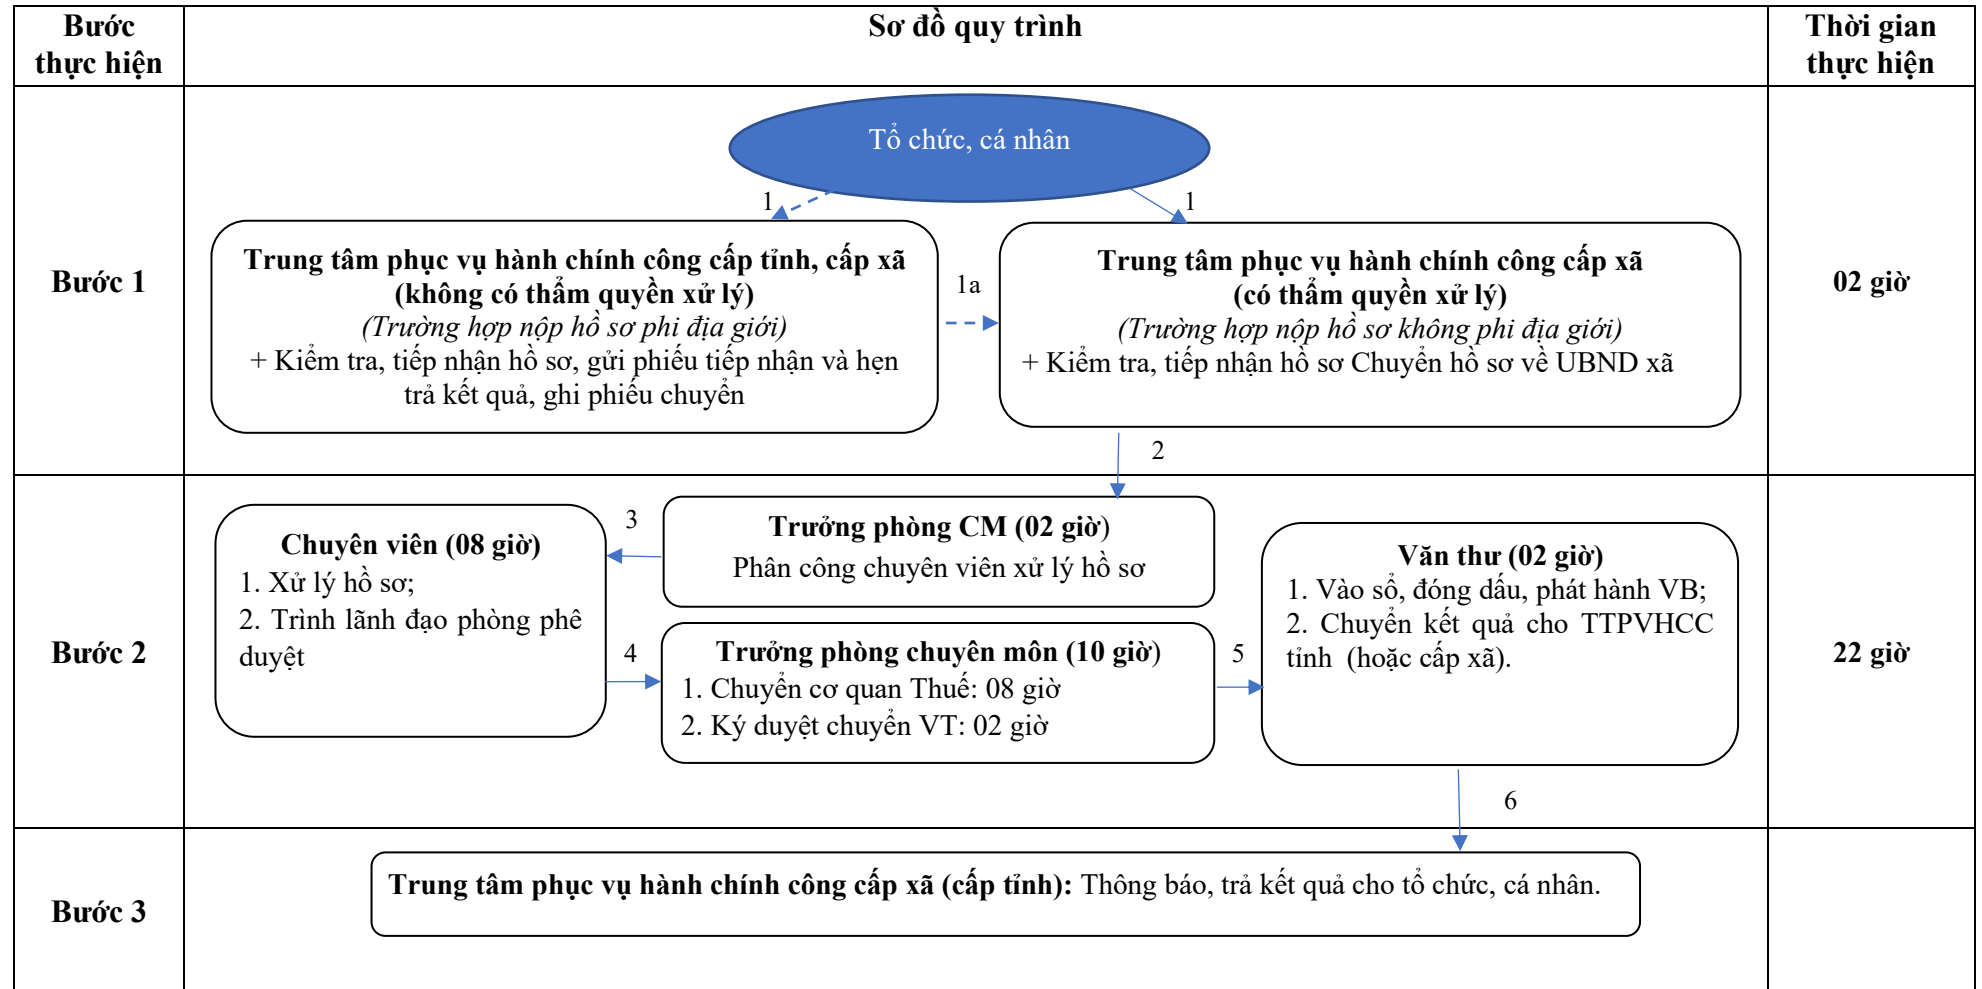 Bước
thực hiện
Sơ đồ quy trình
Thời gian
thực hiện
Bước 1
Tổ chức, cá nhân
1
1
Trung tâm phục vụ hành chính công cấp tỉnh, cấp xã
(không có thẩm quyền xử lý)
(Trường hợp nộp hồ sơ phi địa giới)
+ Kiểm tra, tiếp nhận hồ sơ, gửi phiếu tiếp nhận và hẹn
trả kết quả, ghi phiếu chuyển
1a
Trung tâm phục vụ hành chính công cấp xã
(có thẩm quyền xử lý)
(Trường hợp nộp hồ sơ không phi địa giới)
+ Kiểm tra, tiếp nhận hồ sơ Chuyển hồ sơ về UBND xã
02 giờ
2
Bước 2
Chuyên viên (08 giờ)
1. Xử lý hồ sơ;
2. Trình lãnh đạo phòng phê
duyệt
3
Trưởng phòng CM (02 giờ)
Phân công chuyên viên xử lý hồ sơ
4
Trưởng phòng chuyên môn (10 giờ)
1. Chuyển cơ quan Thuế: 08 giờ
2. Ký duyệt chuyển VT: 02 giờ
5
Văn thư (02 giờ)
1. Vào sổ, đóng dấu, phát hành VB;
2. Chuyển kết quả cho TTPVHCC
tỉnh (hoặc cấp xã).
22 giờ
6
Bước 3
Trung tâm phục vụ hành chính công cấp xã (cấp tỉnh): Thông báo, trả kết quả cho tổ chức, cá nhân.